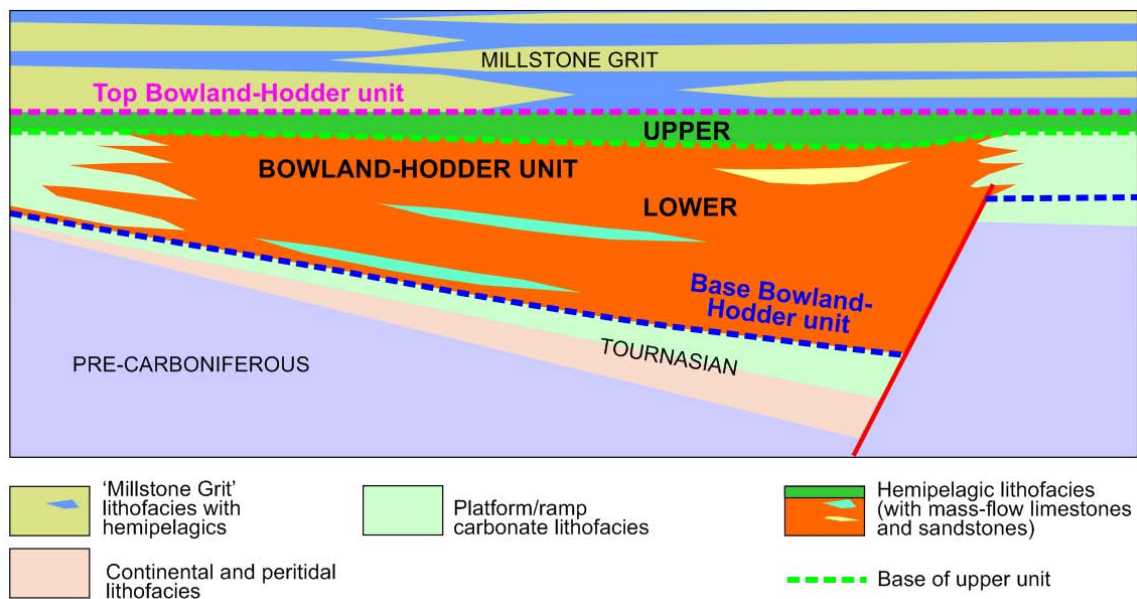 MILLSTONE GRIT
Top Bowland-Hodder unit
UPPER
BOWLAND-HODDER UNIT
LOWER
Base Bowland-
Hodder unit
TOURNASIAN
PRE-CARBONIFEROUS
'Millstone Grit'
lithofacies with
hemipelagics
Platform/ramp
carbonate lithofacies
Hemipelagic lithofacies
(with mass-flow limestones
and sandstones)
Continental and peritidal
lithofacies
Base of upper unit